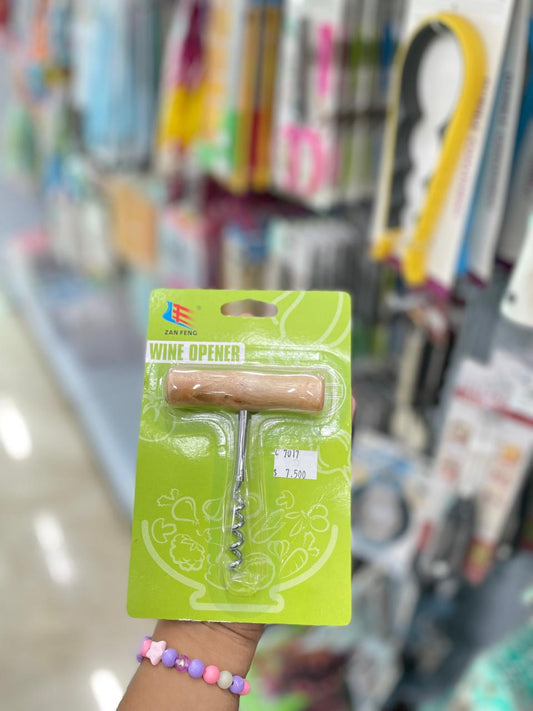 ZAN FENG
WINE OPENER
7017
$ 7.500